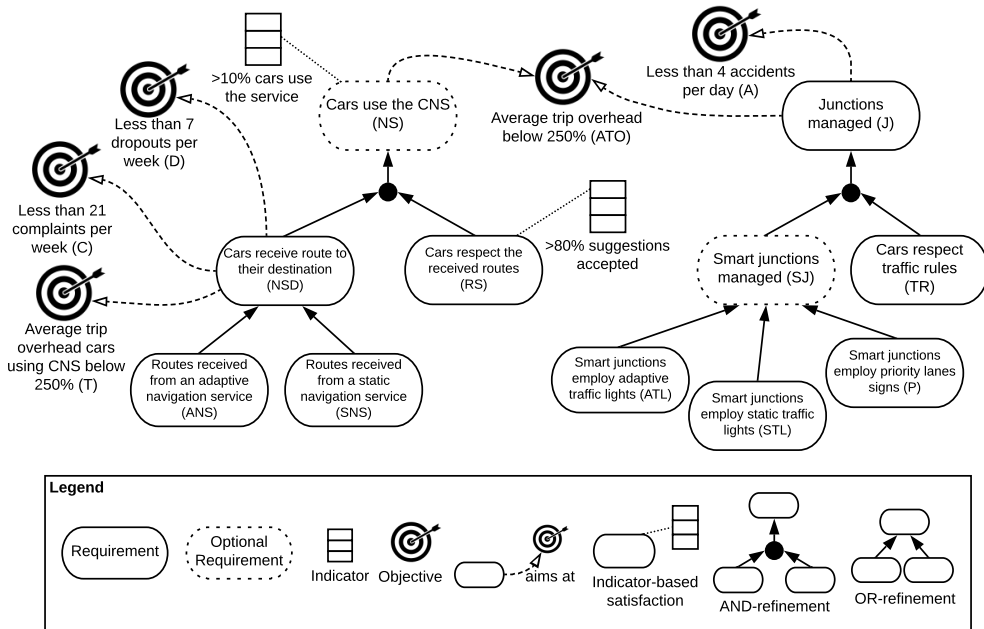 >10% cars use
the service
Cars use the CNS
(NS)
Less than 7
dropouts per
week (D)
Average trip overhead
below 250% (ATO)
Less than 4 accidents
per day (A)
Junctions
managed (J)
Less than 21
complaints per
week (C)
Cars receive route to
their destination
(NSD)
Cars respect the
received routes
(RS)
>80% suggestions
accepted
Smart junctions
managed (SJ)
Cars respect
traffic rules
(TR)
Average trip
overhead cars
using CNS below
250% (T)
Routes received
from an adaptive
navigation service
(ANS)
Routes received
from a static
navigation service
(SNS)
Smart junctions
employ adaptive
traffic lights (ATL)
Smart junctions
employ static traffic
lights (STL)
Smart junctions
employ priority lanes
signs (P)
Legend
Requirement
Optional
Requirement
Indicator
Objective
aims at
Indicator-based
satisfaction
AND-refinement
OR-refinement